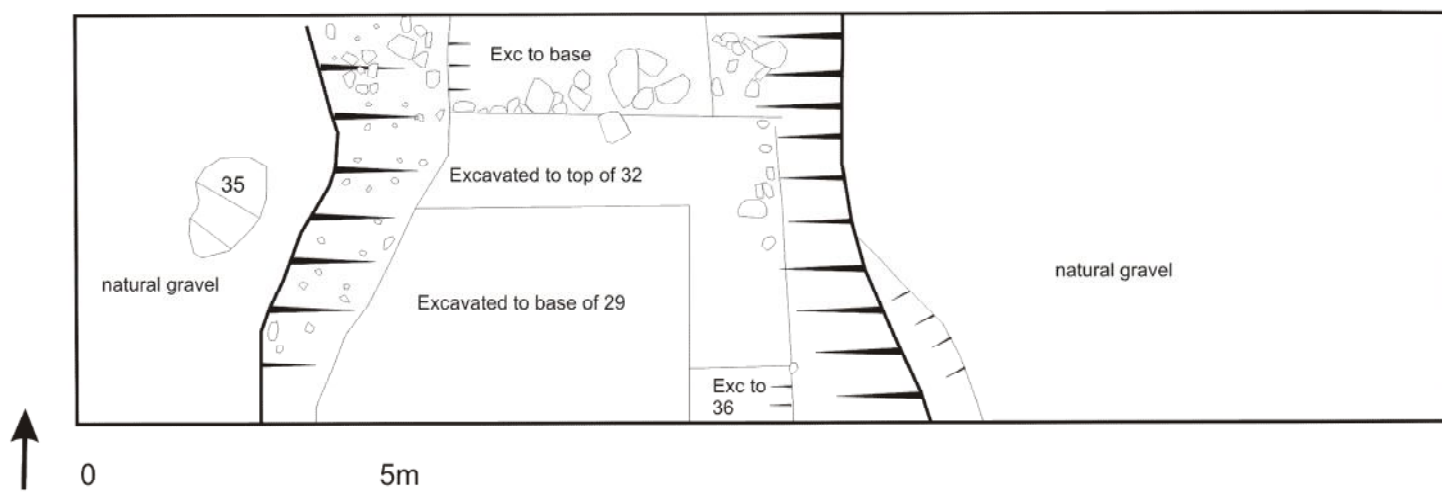 Exc to base
35
Excavated to top of 32
natural gravel
natural gravel
Excavated to base of 29
Exc to
36
0 5m